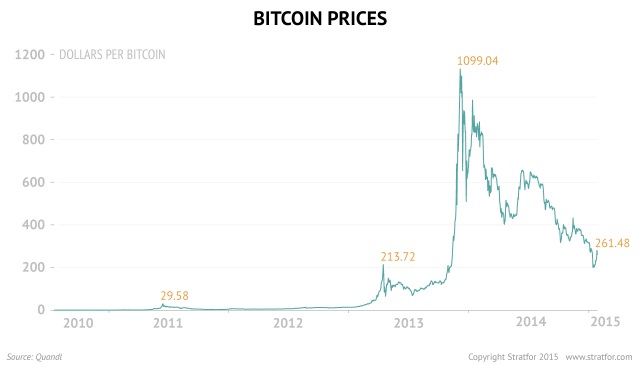 BITCOIN PRICES
1200 DOLLARS PER BITCOIN
1099.04
1000
800
600
400
213.72
261.48
200
29.58
0
2010 2011 2012 2013 2014 2015
Source: Quandl Copyright Stratfor 2015 www.stratfor.com